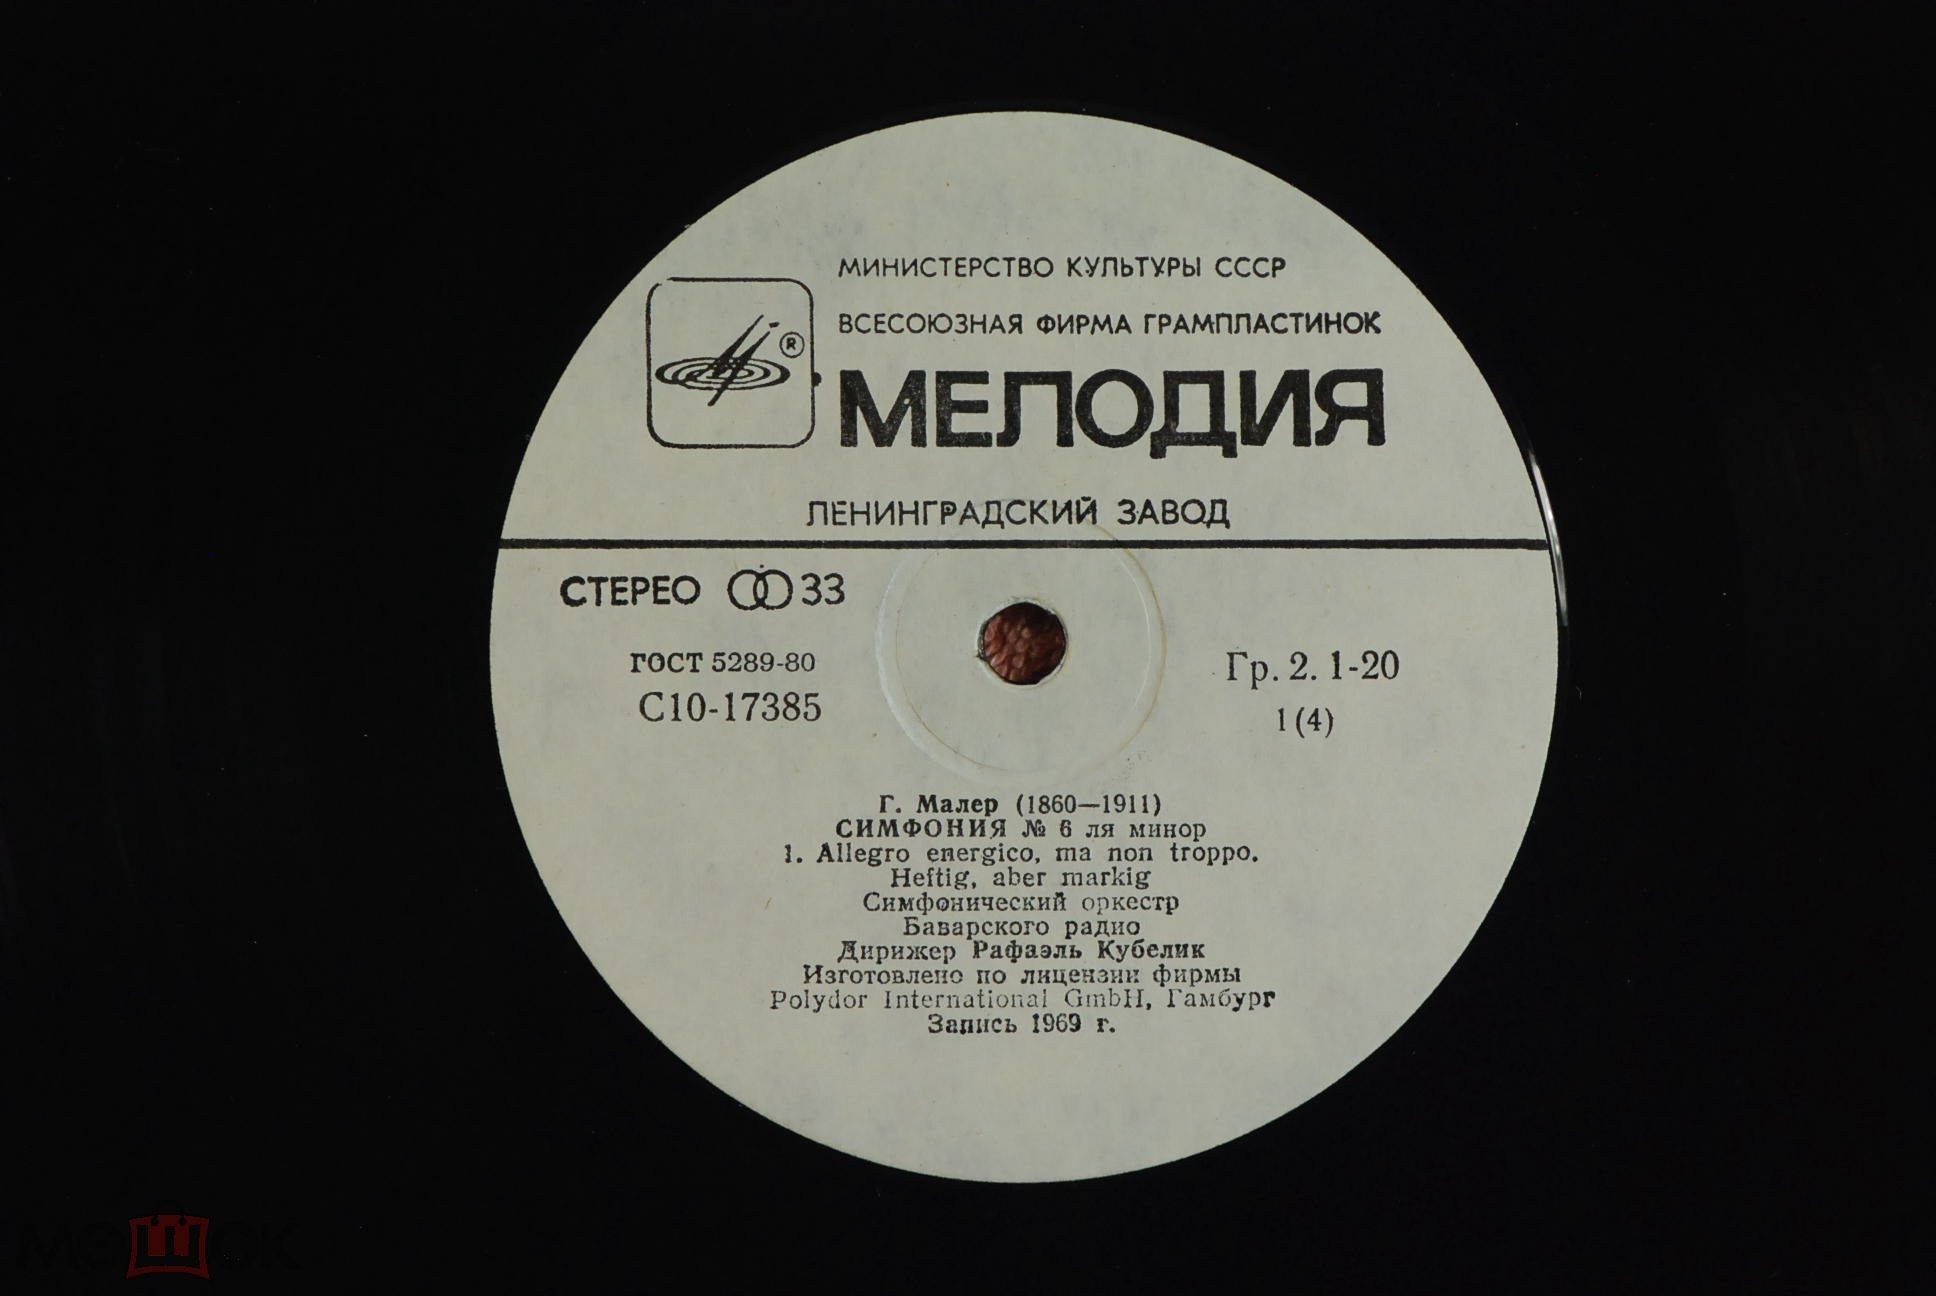 МИНИСТЕРСТВО КУЛЬТУРЫ СССР
ВСЕСОЮЗНАЯ ФИРМА ГРАМПЛАСТИНОК
®
МЕЛОДИЯ
ЛЕНИНГРАДСКИЙ ЗАВОД
СТЕРЕО 33
ГОСТ 5289-80
С10-17385
Гр. 2. 1-20
1 (4)
Г. Малер (1860—1911)
СИМФОНИЯ № 6 ля минор
1. Allegro energico, ma non troppo.
Heftig, aber markig
Симфонический оркестр
Баварского радио
Дирижер Рафаэль Кубелик
Изготовлено по лицензии фирмы
Polydor International GmbH, Гамбург
Запись 1969 г.
мешок